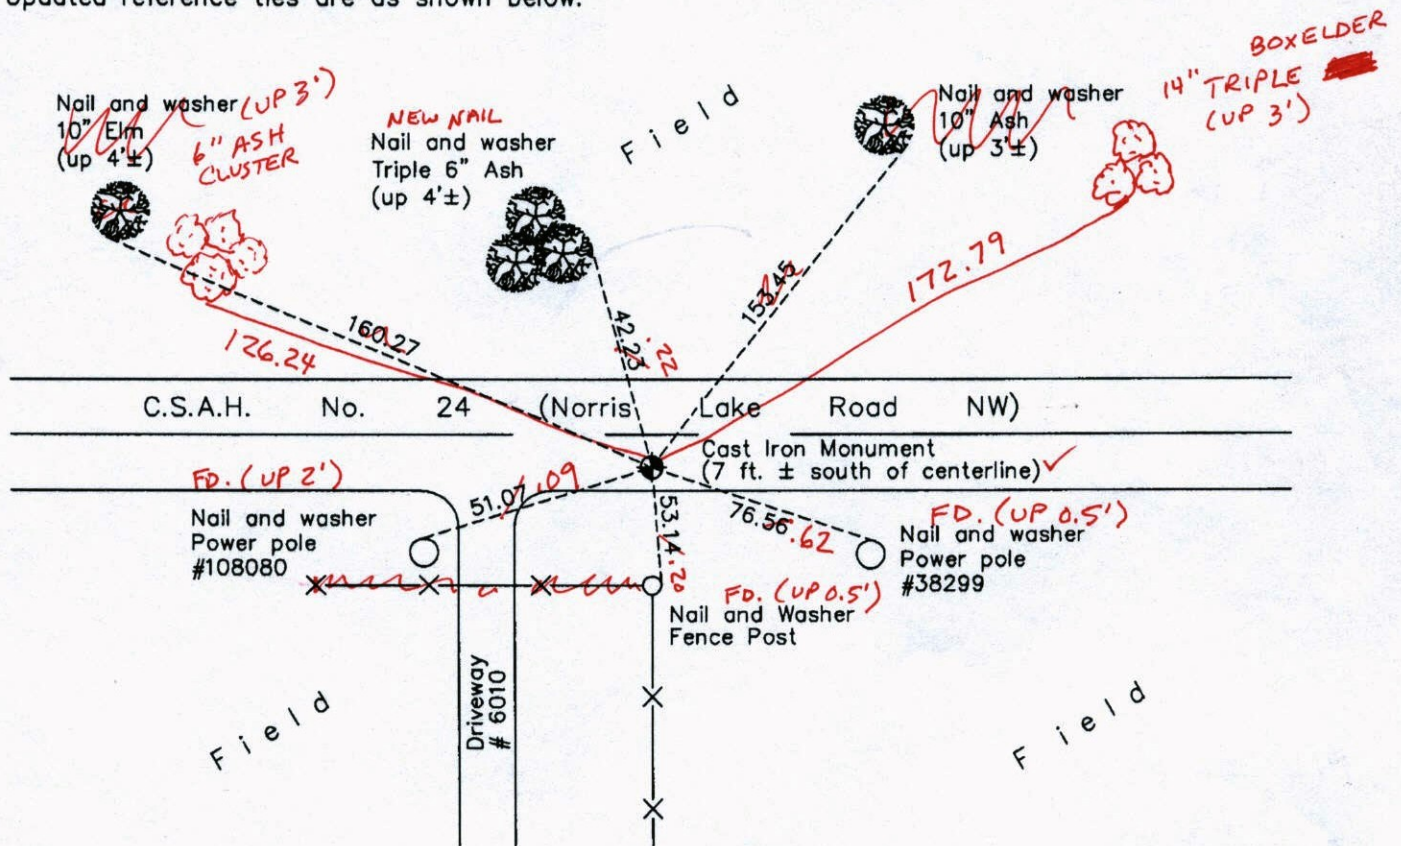 Updated reference ties are as shown below.
BOXELDER
14" TRIPLE
(UP 3')
Nail and washer (UP 3')
10" Elm
(up 4'±)
6" ASH
CLUSTER
NEW NAIL
Nail and washer
Triple 6" Ash
(up 4'±)
Field
Nail and washer
10" Ash
(up 3'±)
160.27
126.24
42.23
.22
153.45
172.79
C.S.A.H. No. 24 (Norris Lake Road NW)
Cast Iron Monument
(7 ft. ± south of centerline)
FD. (UP 2')
Nail and washer
Power pole
#108080
51.07
.09
53.14
.20
76.56
.62
FD. (UP 0.5')
Nail and washer
Power pole
#38299
FD. (UP 0.5')
Nail and Washer
Fence Post
Driveway
# 6010
Field
Field